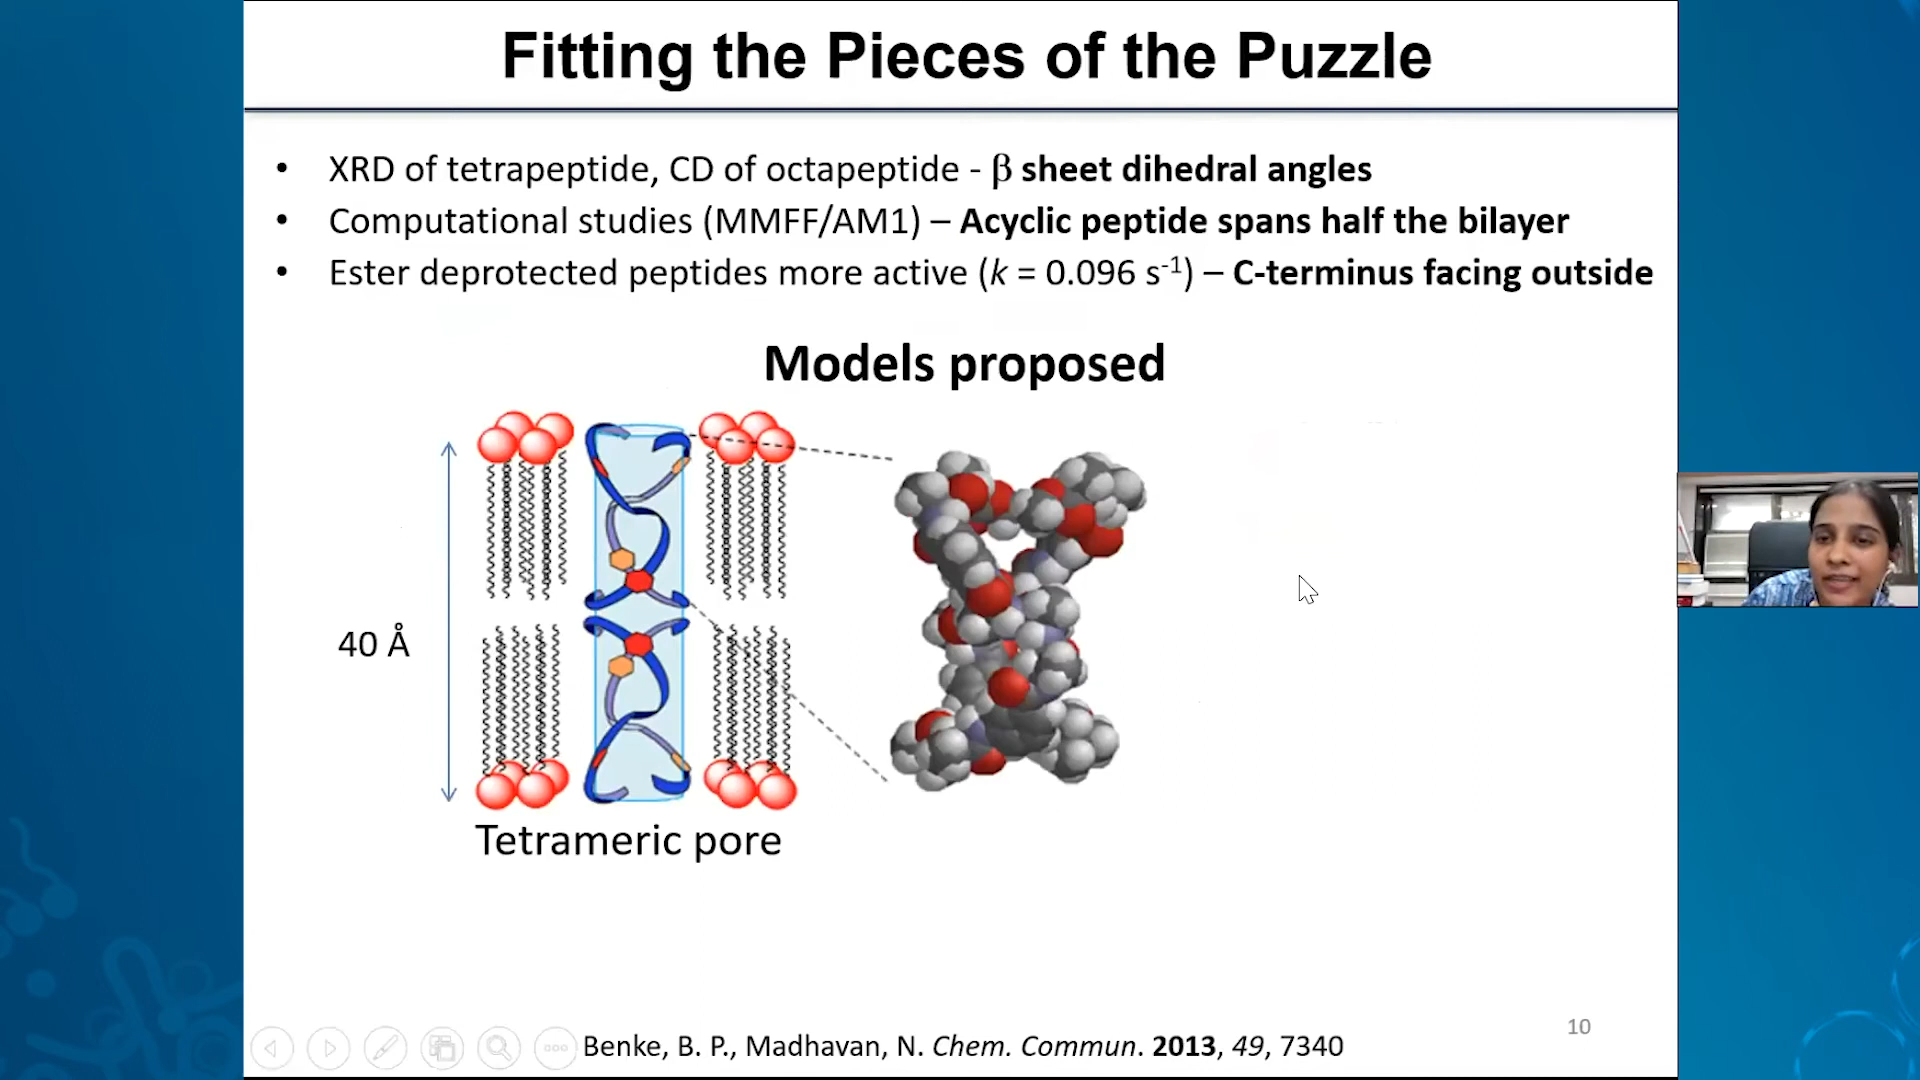 Fitting the Pieces of the Puzzle
• XRD of tetrapeptide, CD of octapeptide - β sheet dihedral angles
• Computational studies (MMFF/AM1) – Acyclic peptide spans half the bilayer
• Ester deprotected peptides more active (k = 0.096 s⁻¹) – C-terminus facing outside
Models proposed
40 Å
Tetrameric pore
10
Benke, B. P., Madhavan, N. Chem. Commun. 2013, 49, 7340